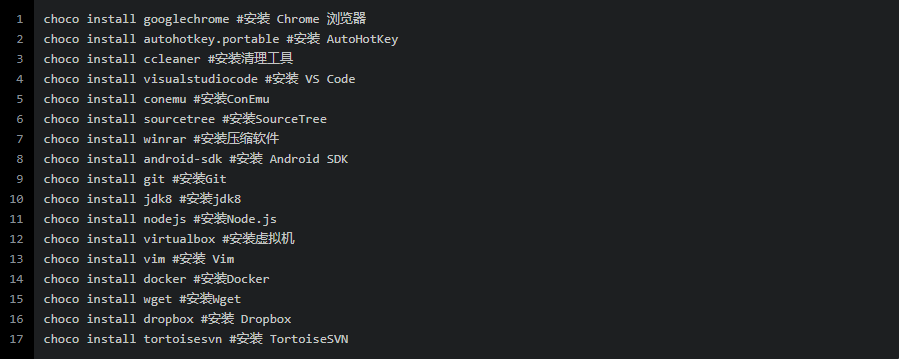 1 choco install googlechrome #安装 Chrome 浏览器
2 choco install autohotkey.portable #安装 AutoHotKey
3 choco install ccleaner #安装清理工具
4 choco install visualstudiocode #安装 VS Code
5 choco install conemu #安装ConEmu
6 choco install sourcetree #安装SourceTree
7 choco install winrar #安装压缩软件
8 choco install android-sdk #安装 Android SDK
9 choco install git #安装Git
10 choco install jdk8 #安装jdk8
11 choco install nodejs #安装Node.js
12 choco install virtualbox #安装虚拟机
13 choco install vim #安装 Vim
14 choco install docker #安装Docker
15 choco install wget #安装Wget
16 choco install dropbox #安装 Dropbox
17 choco install tortoisesvn #安装 TortoiseSVN